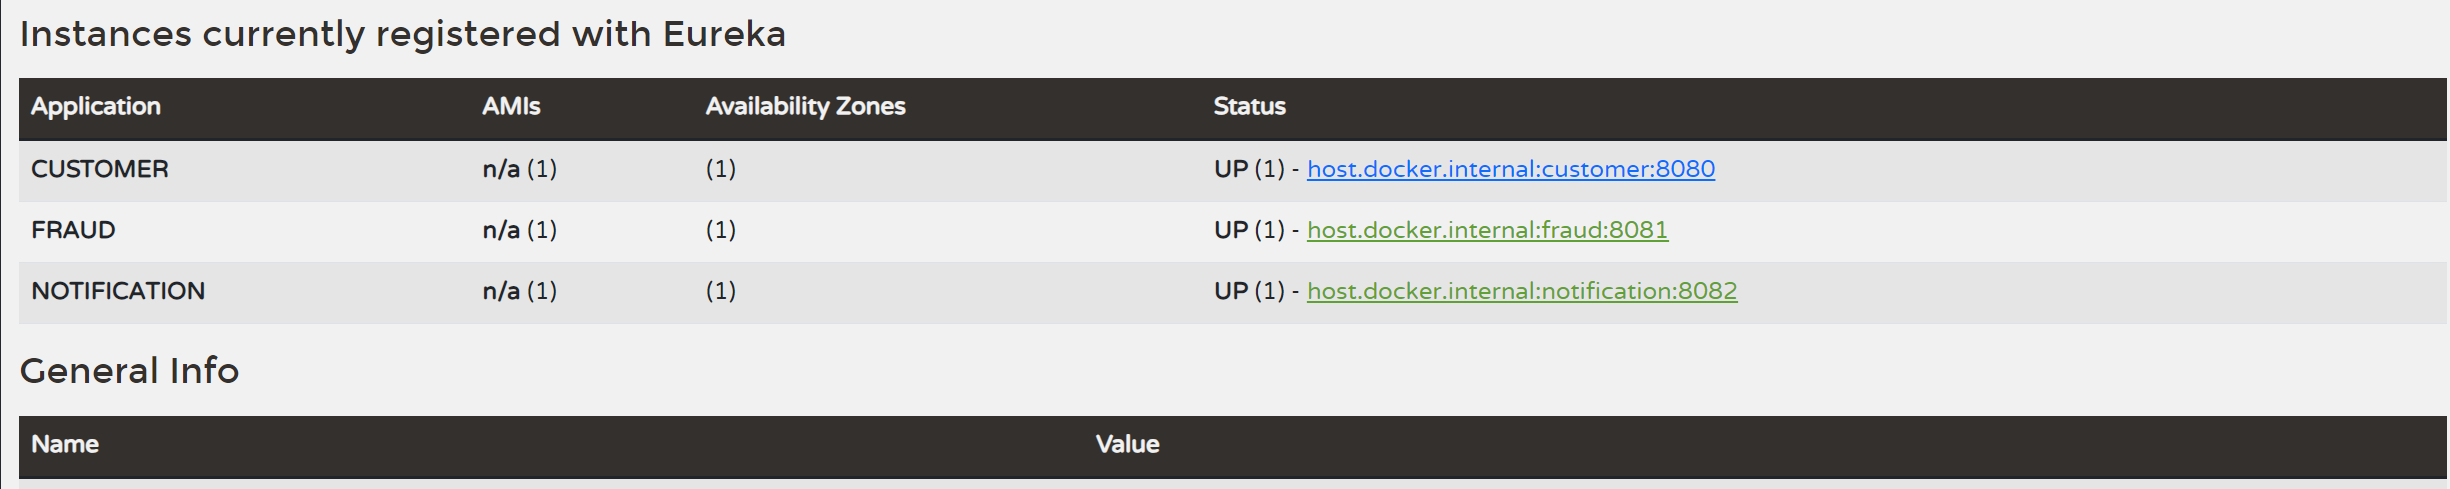 Instances currently registered with Eureka
Application AMIs Availability Zones Status
CUSTOMER n/a (1) (1) UP (1) - host.docker.internal:customer:8080
FRAUD n/a (1) (1) UP (1) - host.docker.internal:fraud:8081
NOTIFICATION n/a (1) (1) UP (1) - host.docker.internal:notification:8082
General Info
Name Value